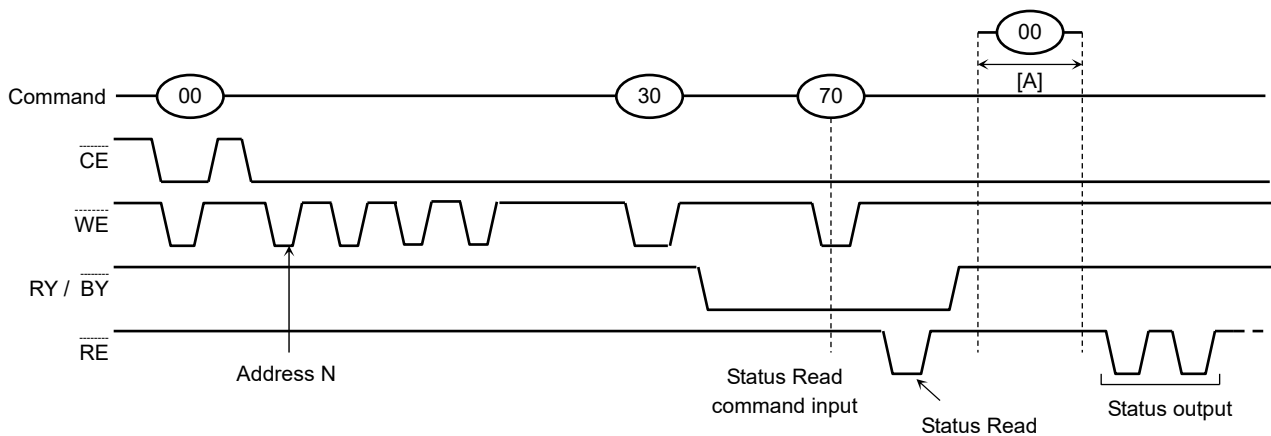 00
[A]
Command 00 30 70
CE
WE
RY / BY
RE
Address N
Status Read
command input
Status Read
Status output